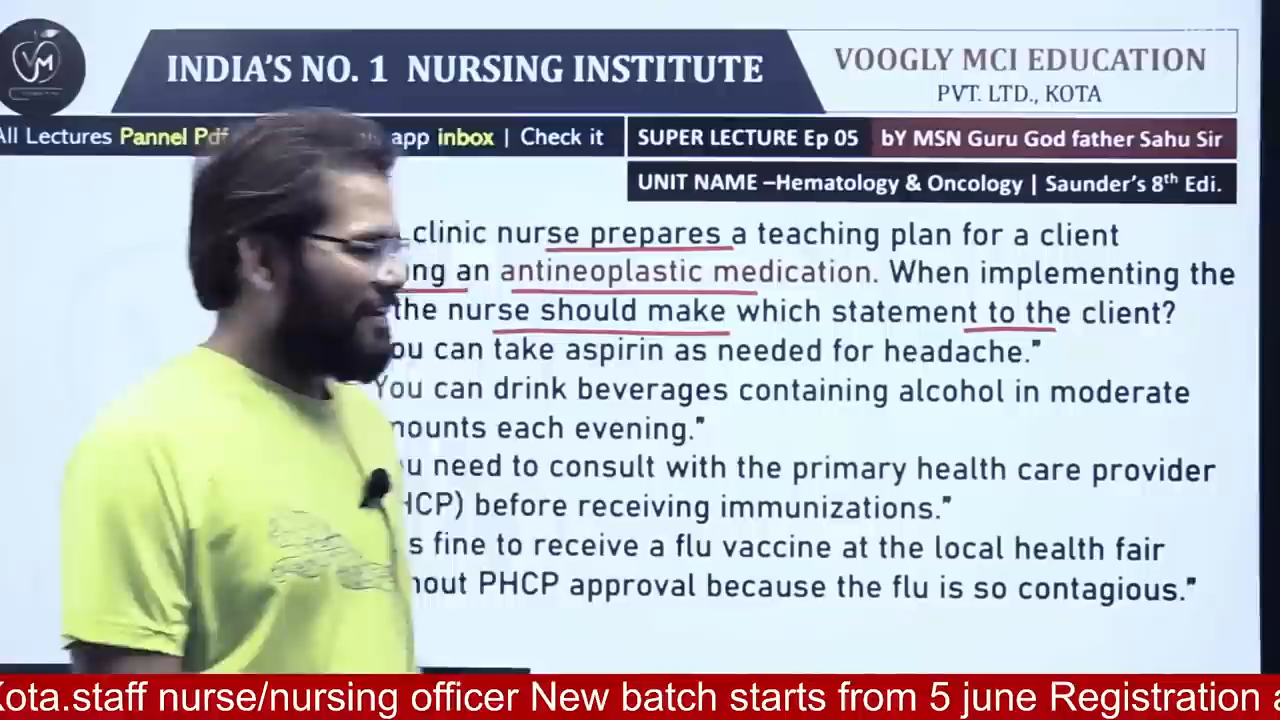 VM
INDIA'S NO. 1 NURSING INSTITUTE
VOOGLY MCI EDUCATION
PVT. LTD., KOTA
All Lectures Pannel Pdf app inbox | Check it
SUPER LECTURE Ep 05 bY MSN Guru God father Sahu Sir
UNIT NAME –Hematology & Oncology | Saunder's 8th Edi.
clinic nurse prepares a teaching plan for a client
an antineoplastic medication. When implementing the
the nurse should make which statement to the client?
can take aspirin as needed for headache."
You can drink beverages containing alcohol in moderate
each evening."
need to consult with the primary health care provider
before receiving immunizations."
fine to receive a flu vaccine at the local health fair
PHCP approval because the flu is so contagious."
Kota.staff nurse/nursing officer New batch starts from 5 june Registration